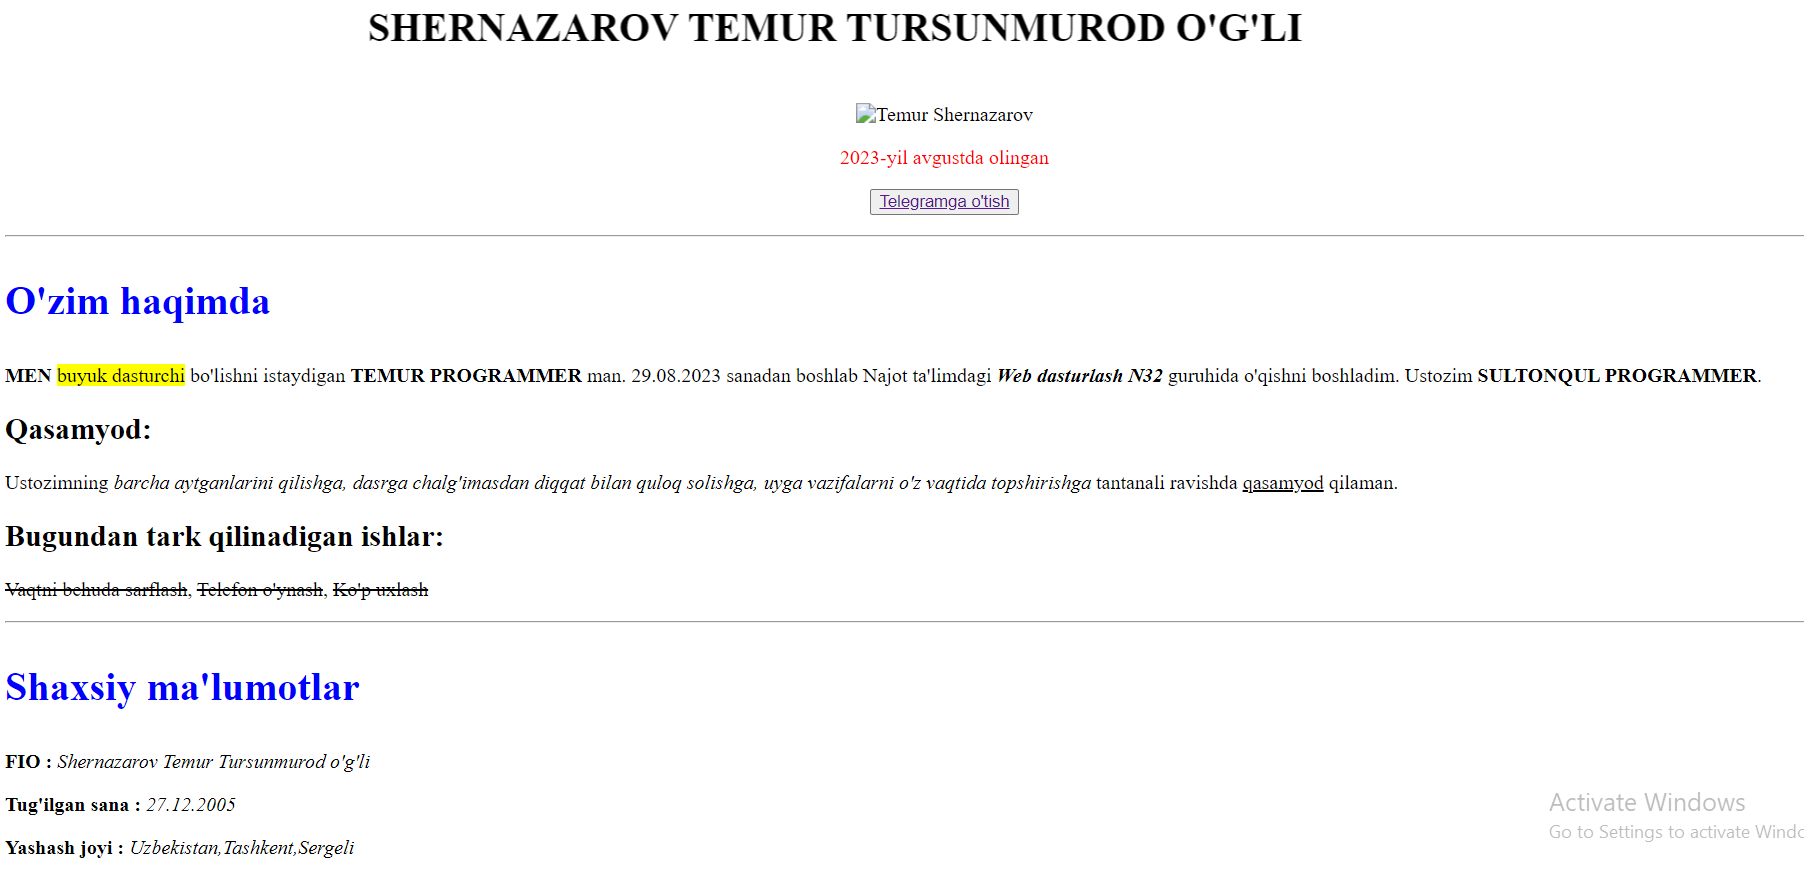 SHERNAZAROV TEMUR TURSUNMUROD O'G'LI
Temur Shernazarov
2023-yil avgustda olingan
Telegramga o'tish
O'zim haqimda
MEN buyuk dasturchi bo'lishni istaydigan TEMUR PROGRAMMER man. 29.08.2023 sanadan boshlab Najot ta'limdagi Web dasturlash N32 guruhida o'qishni boshladim. Ustozim SULTONQUL PROGRAMMER.
Qasamyod:
Ustozimning barcha aytganlarini qilishga, dasrga chalg'imasdan diqqat bilan quloq solishga, uyga vazifalarni o'z vaqtida topshirishga tantanali ravishda qasamyod qilaman.
Bugundan tark qilinadigan ishlar:
Vaqtni behuda sarflash, Telefon o'ynash, Ko'p uxlash
Shaxsiy ma'lumotlar
FIO : Shernazarov Temur Tursunmurod o'g'li
Tug'ilgan sana : 27.12.2005
Yashash joyi : Uzbekistan,Tashkent,Sergeli
Activate Windows
Go to Settings to activate Windo